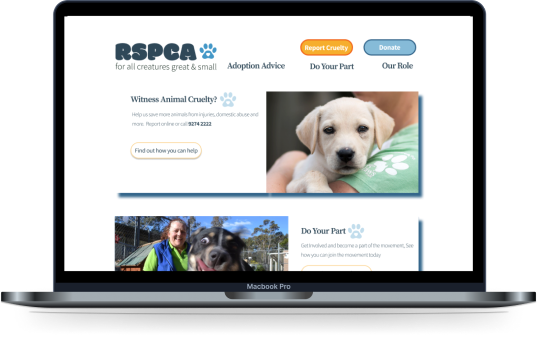 RSPCA
for all creatures great & small
Report Cruelty
Donate
Adoption Advice
Do Your Part
Our Role
Witness Animal Cruelty?
Help us save more animals from injuries, domestic abuse and
more. Report online or call 9274 2222
Find out how you can help
Do Your Part
Get Involved and become a part of the movement. See
how you can join the movement today
Macbook Pro